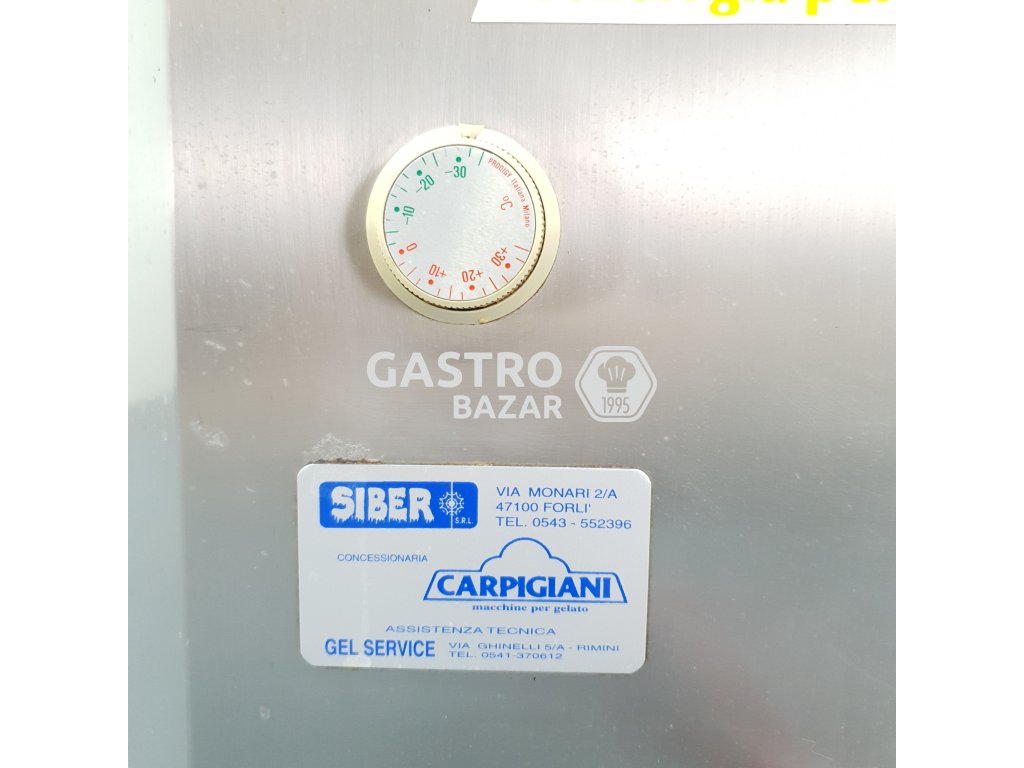 -30
-20
-10
0
+10
+20
+30
°C
PRODIGY Italiana Milano
GASTRO
BAZAR
1995
SIBER
S.R.L.
VIA MONARI 2/A
47100 FORLI'
TEL. 0543 - 552396
CONCESSIONARIA
CARPIGIANI
macchine per gelato
ASSISTENZA TECNICA
GEL SERVICE
VIA GHINELLI 5/A - RIMINI
TEL. 0541-370612